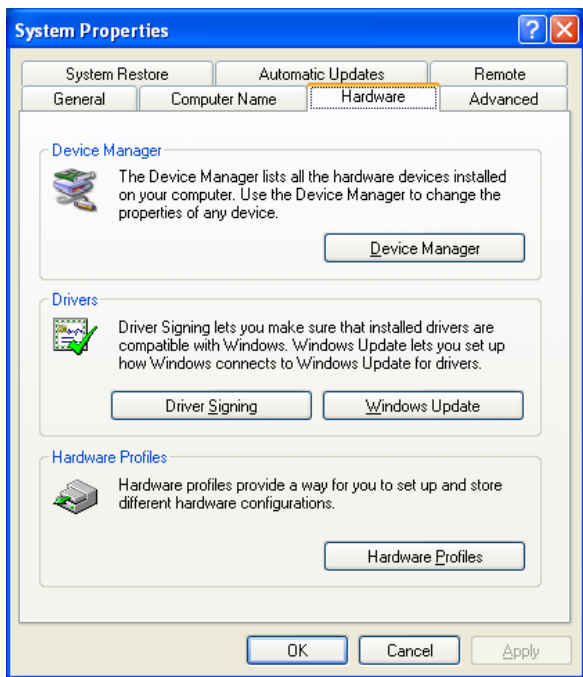 System Properties
?
System Restore
Automatic Updates
Remote
General
Computer Name
Hardware
Advanced
Device Manager
The Device Manager lists all the hardware devices installed
on your computer. Use the Device Manager to change the
properties of any device.
Device Manager
Drivers
Driver Signing lets you make sure that installed drivers are
compatible with Windows. Windows Update lets you set up
how Windows connects to Windows Update for drivers.
Driver Signing
Windows Update
Hardware Profiles
Hardware profiles provide a way for you to set up and store
different hardware configurations.
Hardware Profiles
OK
Cancel
Apply